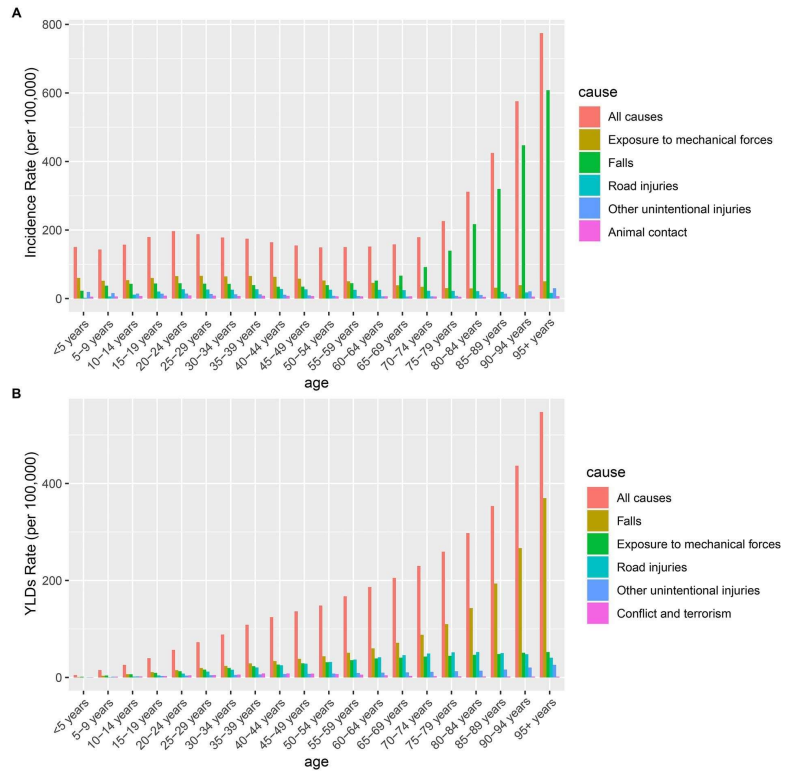 A
800
600
400
200
0
Incidence Rate (per 100,000)
<5 years
5−9 years
10−14 years
15−19 years
20−24 years
25−29 years
30−34 years
35−39 years
40−44 years
45−49 years
50−54 years
55−59 years
60−64 years
65−69 years
70−74 years
75−79 years
80−84 years
85−89 years
90−94 years
95+ years
age
cause
All causes
Exposure to mechanical forces
Falls
Road injuries
Other unintentional injuries
Animal contact
B
400
200
0
YLDs Rate (per 100,000)
<5 years
5−9 years
10−14 years
15−19 years
20−24 years
25−29 years
30−34 years
35−39 years
40−44 years
45−49 years
50−54 years
55−59 years
60−64 years
65−69 years
70−74 years
75−79 years
80−84 years
85−89 years
90−94 years
95+ years
age
cause
All causes
Falls
Exposure to mechanical forces
Road injuries
Other unintentional injuries
Conflict and terrorism